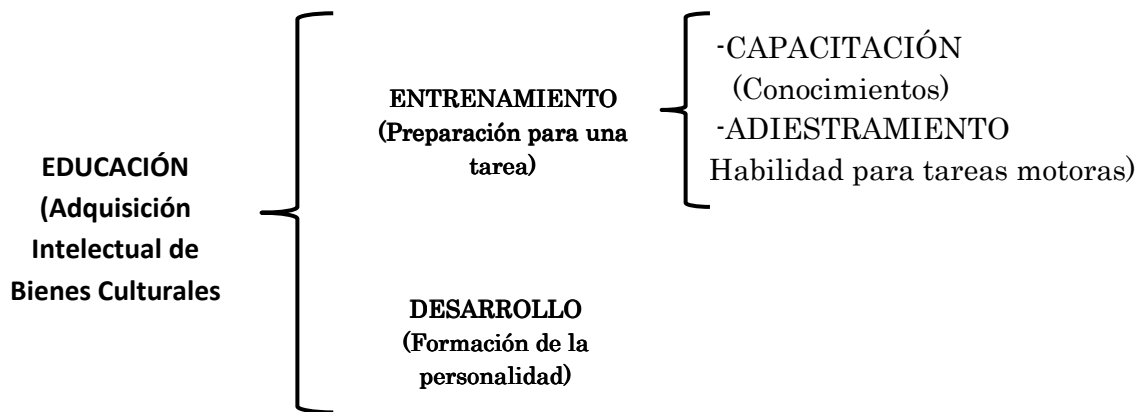 EDUCACIÓN
(Adquisición
Intelectual de
Bienes Culturales
ENTRENAMIENTO
(Preparación para una
tarea)
-CAPACITACIÓN
(Conocimientos)
-ADIESTRAMIENTO
Habilidad para tareas motoras)
DESARROLLO
(Formación de la
personalidad)